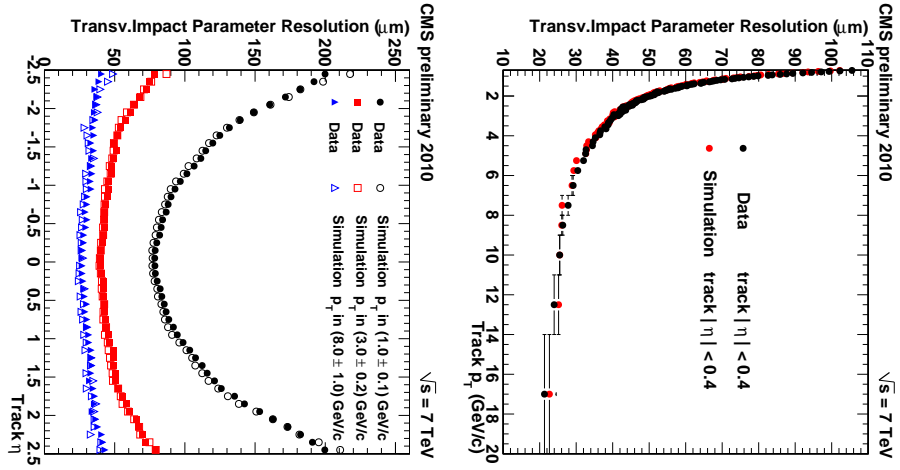 CMS preliminary 2010 √s = 7 TeV
Transv.Impact Parameter Resolution (μm)
100
90
80
70
60
50
40
30
20
10
Data track | η | <0.4
Simulation track | η | <0.4
2 4 6 8 10 12 14 16 18 20
Track p_T (GeV/c)
CMS preliminary 2010 √s = 7 TeV
Transv.Impact Parameter Resolution (μm)
250
200
150
100
50
0
Data Simulation p_T in (1.0 ± 0.1) GeV/c
Data Simulation p_T in (3.0 ± 0.2) GeV/c
Data Simulation p_T in (8.0 ± 1.0) GeV/c
-2.5 -2 -1.5 -1 -0.5 0 0.5 1 1.5 2 2.5
Track η